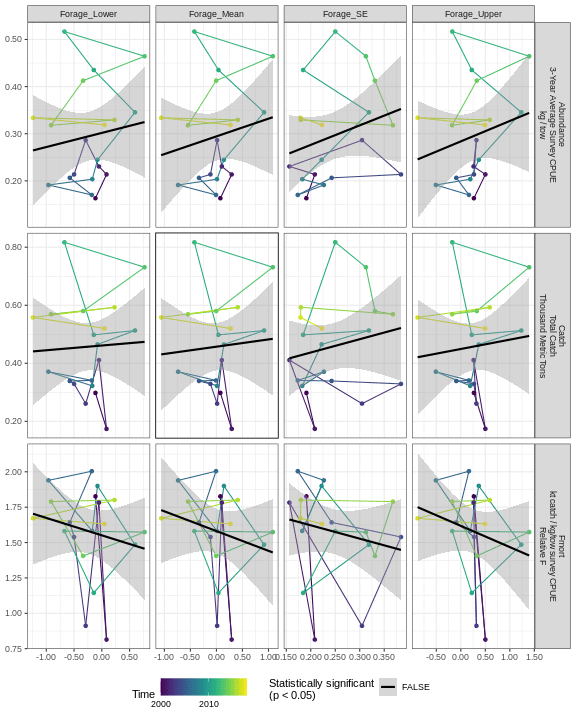 Forage_Lower
Forage_Mean
Forage_SE
Forage_Upper
0.50
0.40
0.30
0.20
Abundance
3-Year Average Survey CPUE
kg / tow
0.80
0.60
0.40
0.20
Catch
Total Catch
Thousand Metric Tons
2.00
1.75
1.50
1.25
1.00
0.75
Fmort
kt catch / kg/tow survey CPUE
Relative F
-1.00 -0.50 0.00 0.50
-1.00 -0.50 0.00 0.50 1.00
0.150 0.200 0.250 0.300 0.350
-0.50 0.00 0.50 1.00 1.50
Time
2000 2010
Statistically significant
(p < 0.05)
FALSE